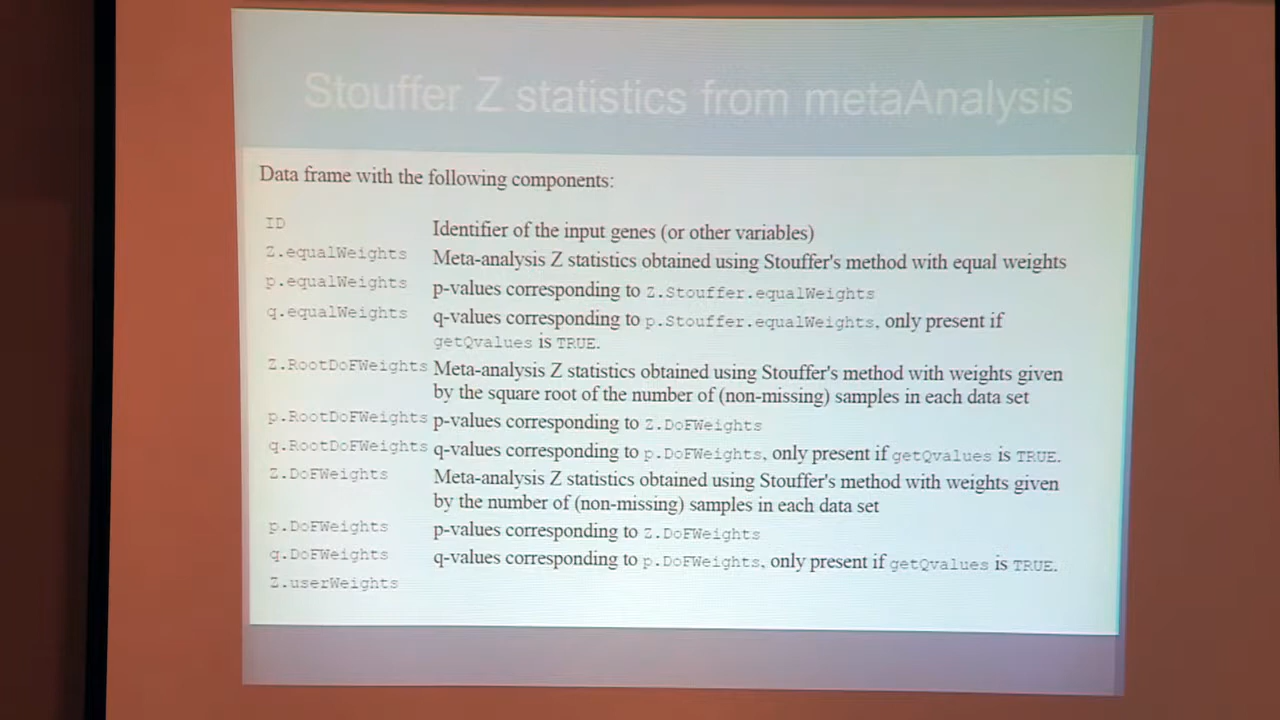 Stouffer Z statistics from metaAnalysis
Data frame with the following components:
ID Identifier of the input genes (or other variables)
Z.equalWeights Meta-analysis Z statistics obtained using Stouffer's method with equal weights
p.equalWeights p-values corresponding to Z.Stouffer.equalWeights
q.equalWeights q-values corresponding to p.Stouffer.equalWeights, only present if
getQvalues is TRUE.
Z.RootDoFWeights Meta-analysis Z statistics obtained using Stouffer's method with weights given
by the square root of the number of (non-missing) samples in each data set
p.RootDoFWeights p-values corresponding to Z.DoFWeights
q.RootDoFWeights q-values corresponding to p.DoFWeights, only present if getQvalues is TRUE.
Z.DoFWeights Meta-analysis Z statistics obtained using Stouffer's method with weights given
by the number of (non-missing) samples in each data set
p.DoFWeights p-values corresponding to Z.DoFWeights
q.DoFWeights q-values corresponding to p.DoFWeights, only present if getQvalues is TRUE.
Z.userWeights